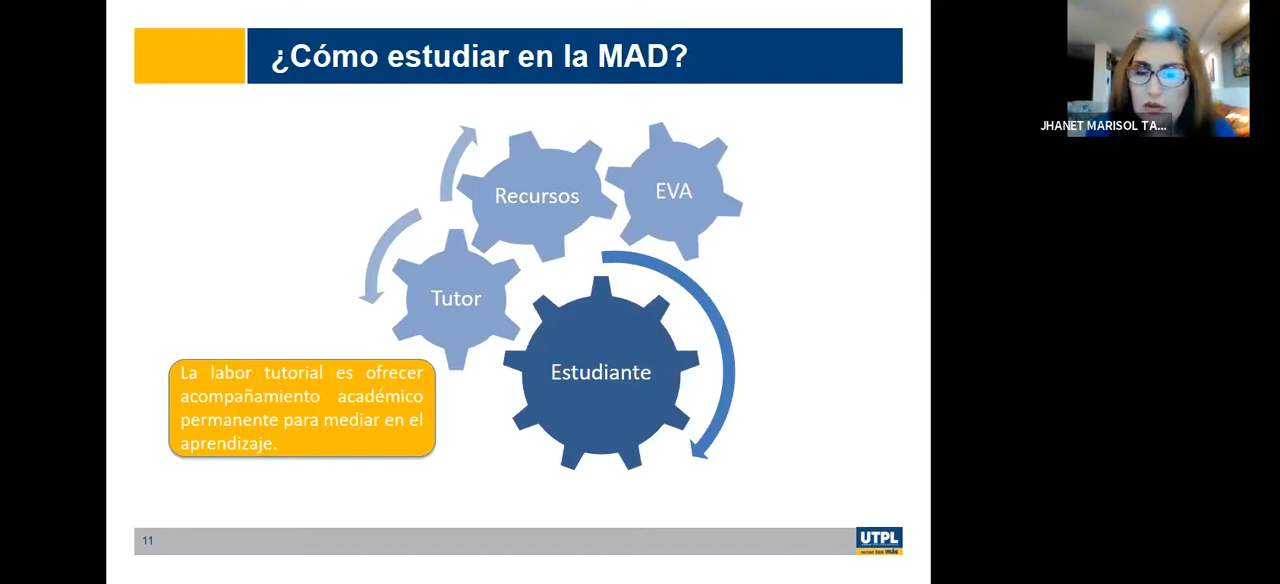 ¿Cómo estudiar en la MAD?
JHANET MARISOL TA...
Recursos
EVA
Tutor
Estudiante
La labor tutorial es ofrecer
acompañamiento académico
permanente para mediar en el
aprendizaje.
11
UTPL